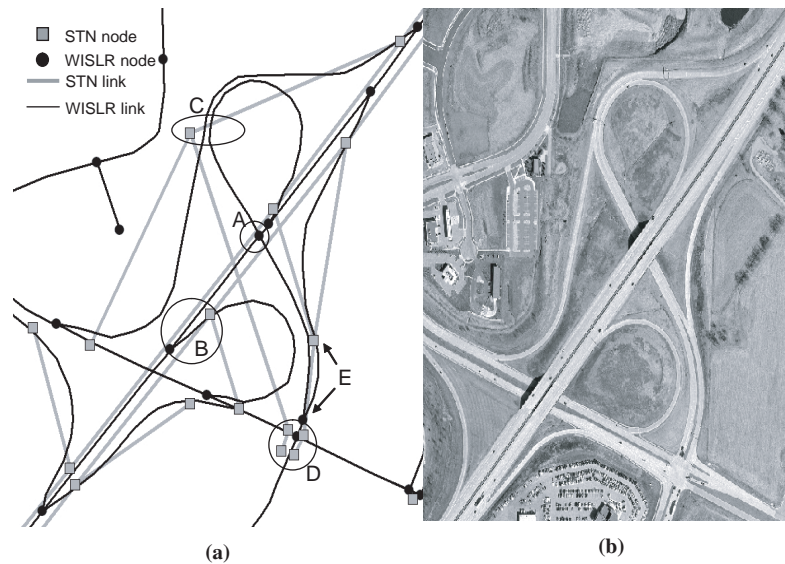 STN node
WISLR node
STN link
WISLR link
C
A
B
E
D
(a)
(b)